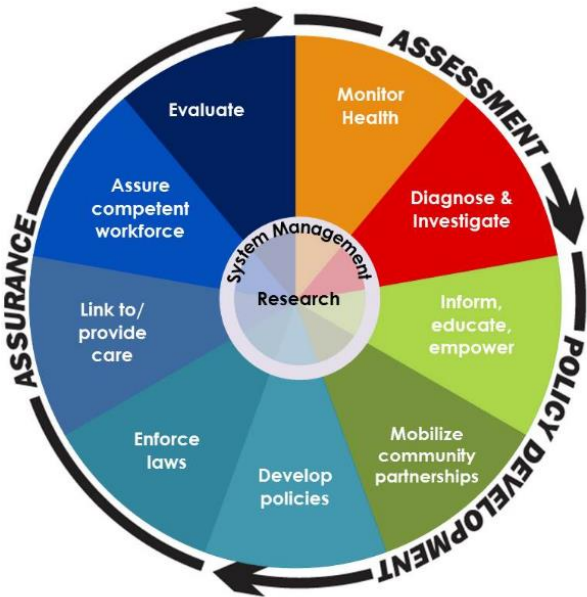 ASSESSMENT
Monitor
Health
Diagnose &
Investigate
POLICY DEVELOPMENT
Inform,
educate,
empower
Mobilize
community
partnerships
Develop
policies
ASSURANCE
Enforce
laws
Link to/
provide
care
Assure
competent
workforce
Evaluate
System Management
Research